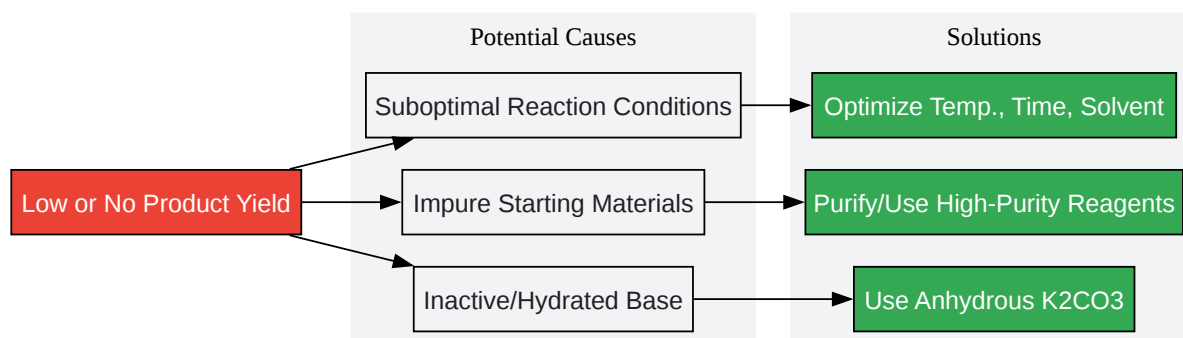 Potential Causes
Solutions
Suboptimal Reaction Conditions
Optimize Temp., Time, Solvent
Low or No Product Yield
Impure Starting Materials
Purify/Use High-Purity Reagents
Inactive/Hydrated Base
Use Anhydrous K2CO3